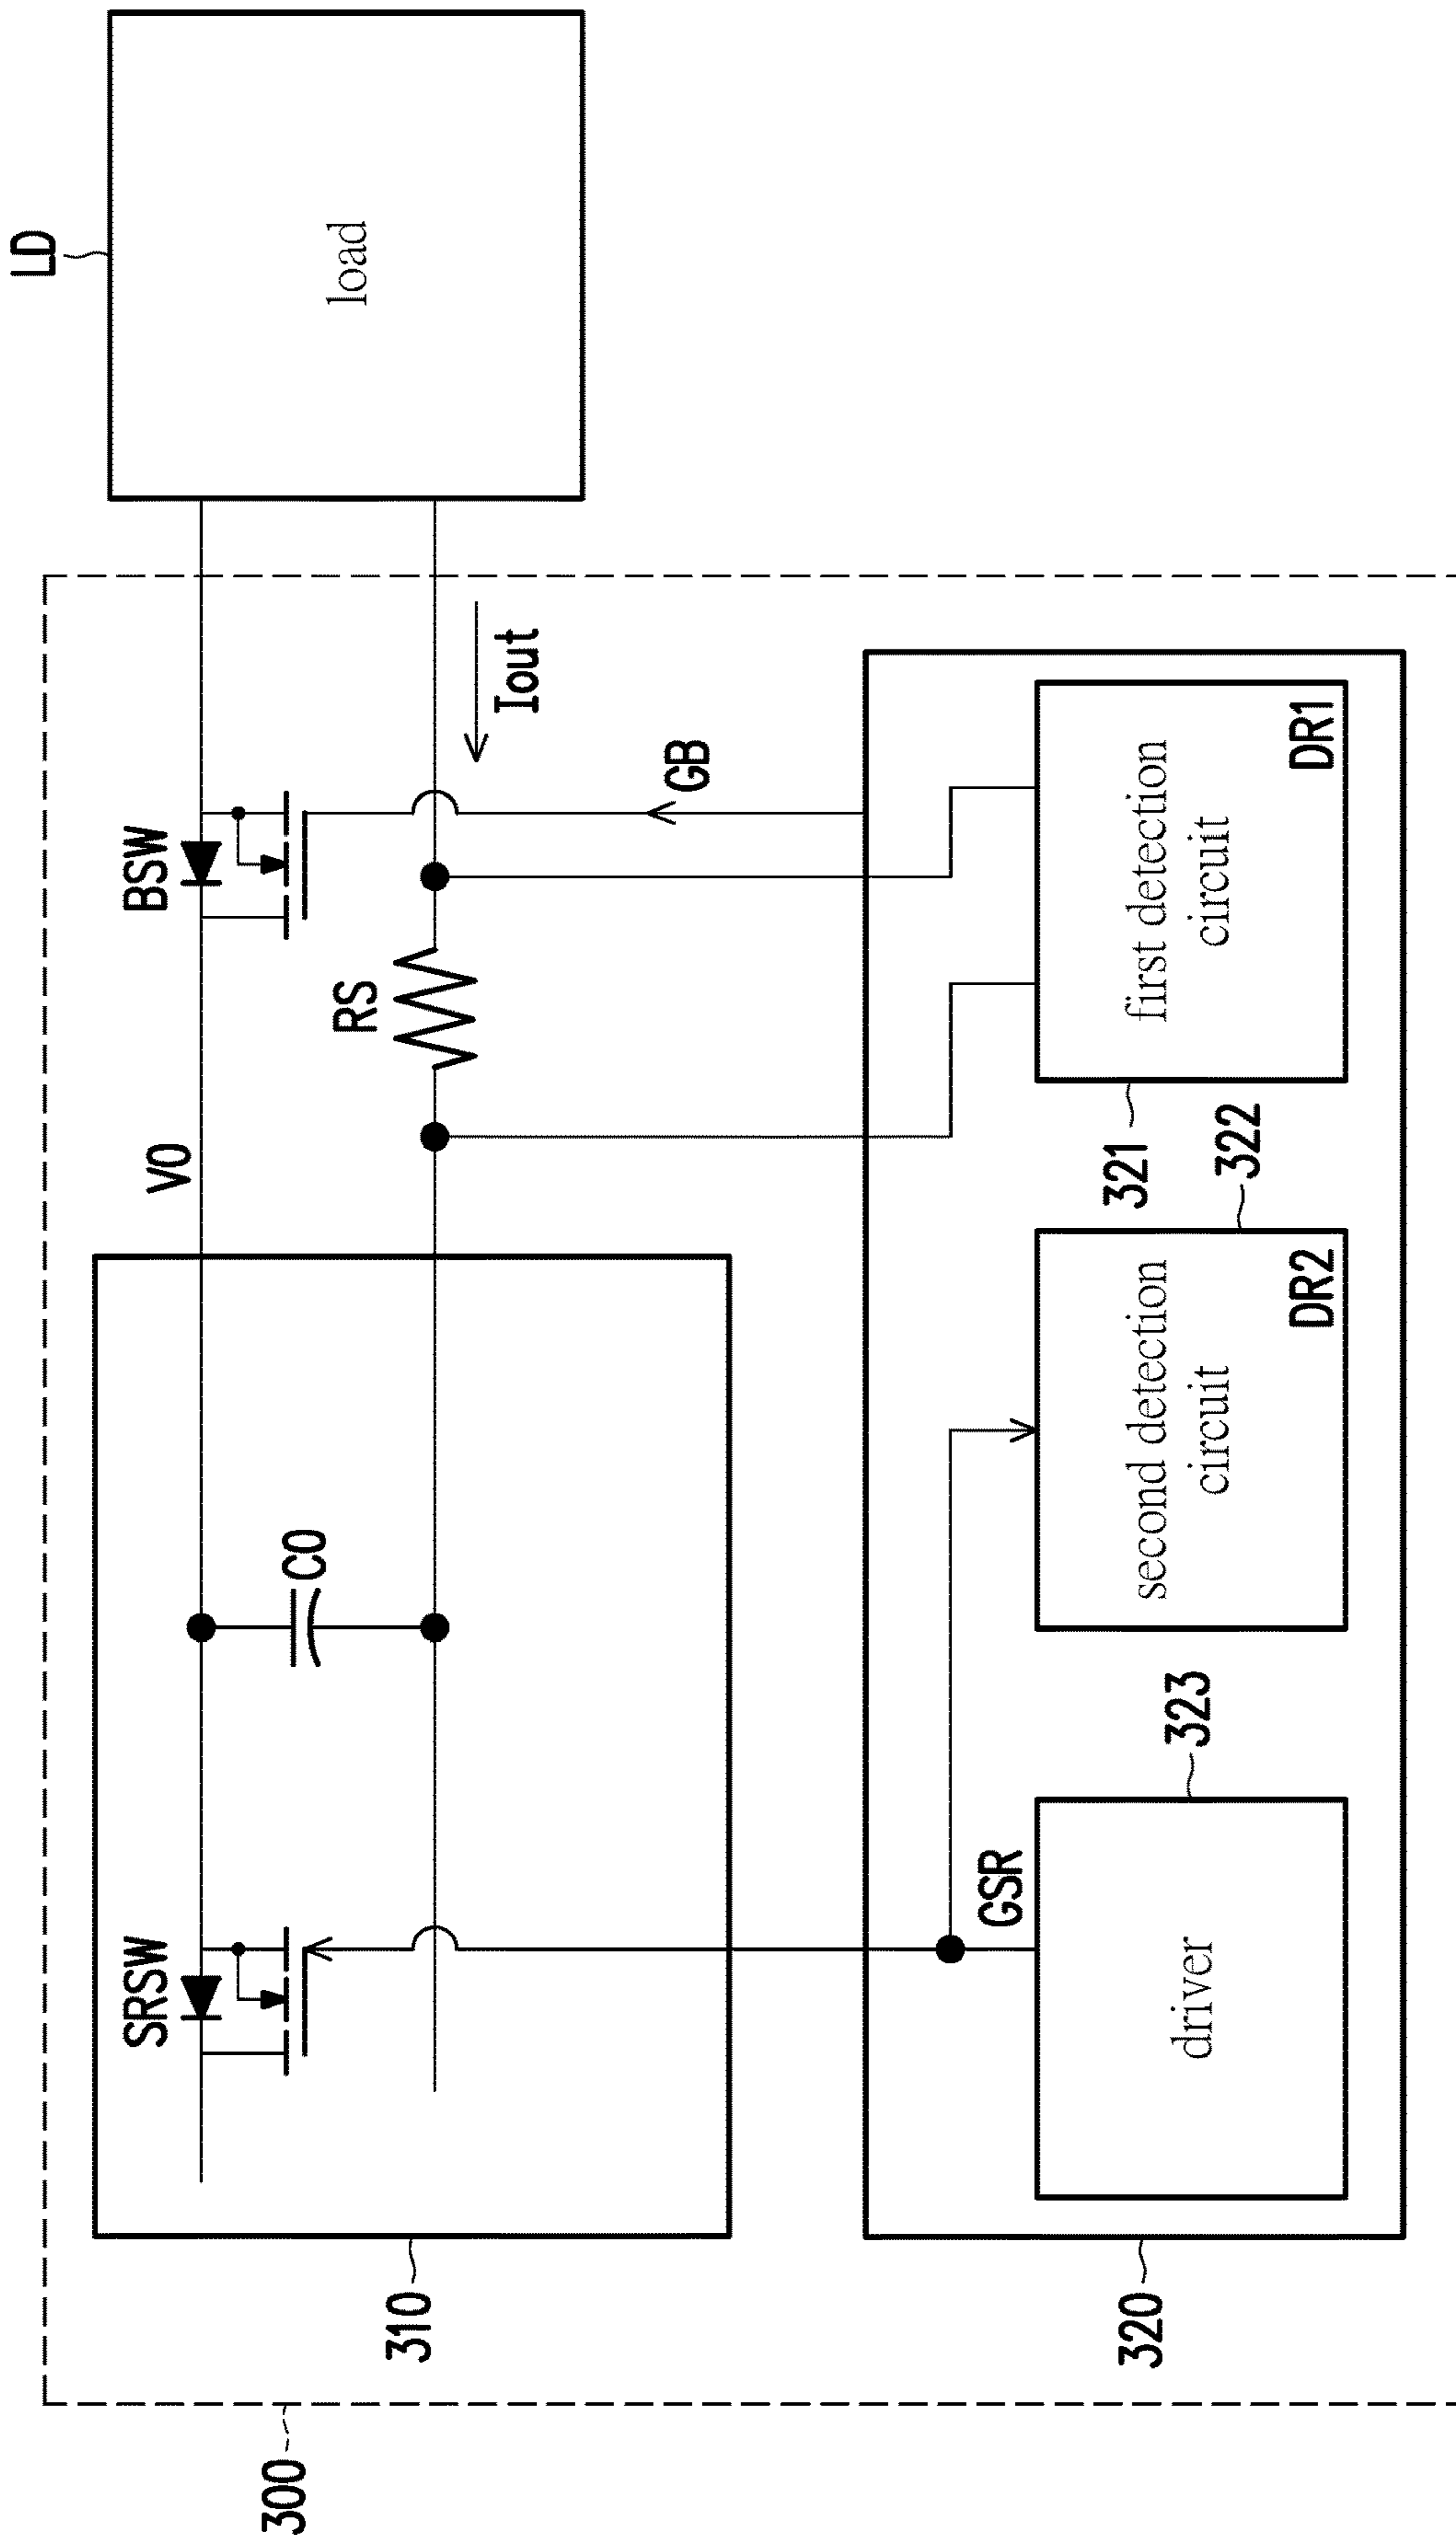 300
310
SRSW
CO
VO
BSW
RS
Iout
GB
LD
load
320
GSR
driver
323
second detection
circuit
DR2
322
first detection
circuit
DR1
321